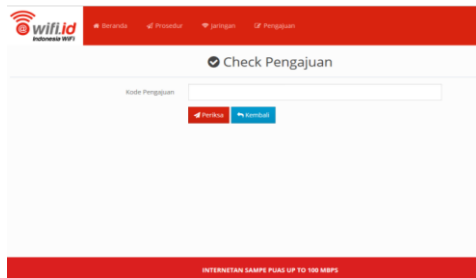 wifi.id
Indonesia WiFi
Beranda
Prosedur
Jaringan
Pengajuan
Check Pengajuan
Kode Pengajuan
Periksa
Kembali
INTERNETAN SAMPE PUAS UP TO 100 MBPS